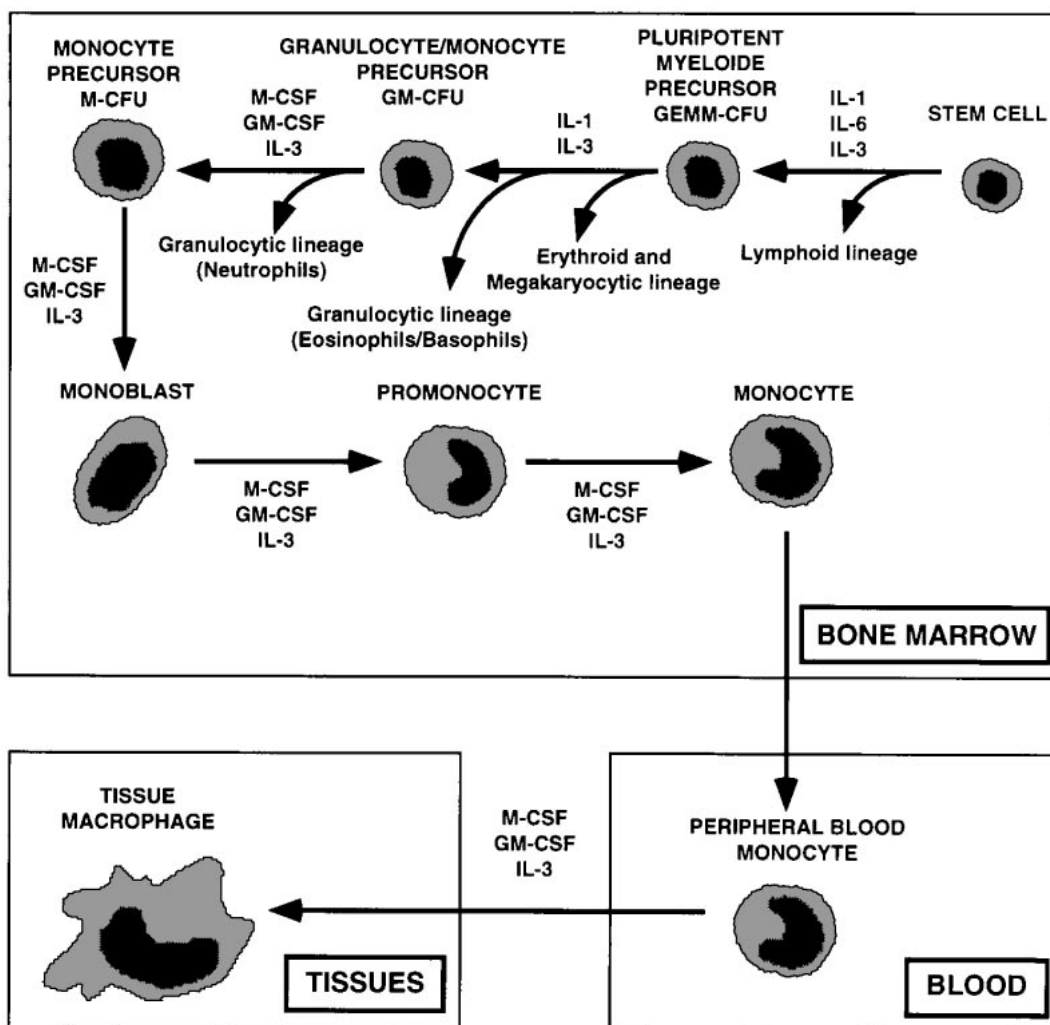 MONOCYTE
PRECURSOR
M-CFU
M-CSF
GM-CSF
IL-3
GRANULOCYTE/MONOCYTE
PRECURSOR
GM-CFU
IL-1
IL-3
PLURIPOTENT
MYELOIDE
PRECURSOR
GEMM-CFU
IL-1
IL-6
IL-3
STEM CELL
Granulocytic lineage
(Neutrophils)
Granulocytic lineage
(Eosinophils/Basophils)
Erythroid and
Megakaryocytic lineage
Lymphoid lineage
M-CSF
GM-CSF
IL-3
MONOBLAST
PROMONOCYTE
MONOCYTE
M-CSF
GM-CSF
IL-3
M-CSF
GM-CSF
IL-3
BONE MARROW
TISSUE
MACROPHAGE
M-CSF
GM-CSF
IL-3
PERIPHERAL BLOOD
MONOCYTE
TISSUES
BLOOD